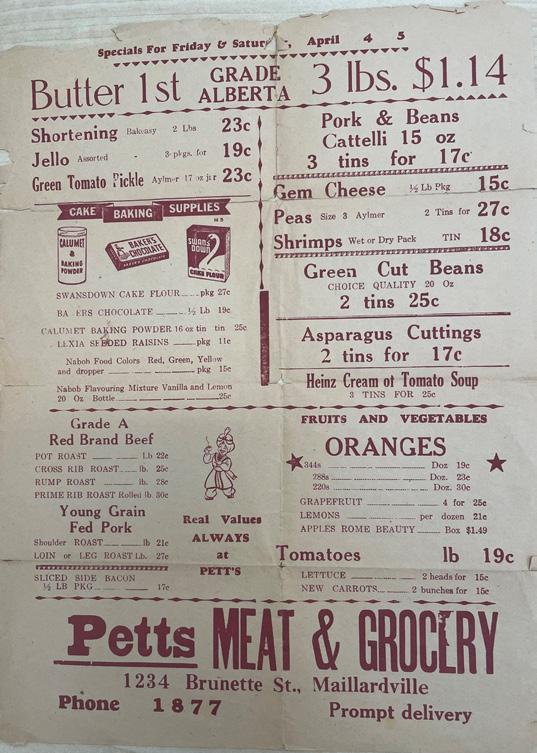 Specials For Friday & Saturday, April 4 5
Butter 1st GRADE ALBERTA 3 lbs. $1.14
Shortening Bakeasy 2 Lbs 23c
Jello Assorted - 3 pkgs. for 19c
Green Tomato Pickle Aylmer 17 oz jar 23c
CAKE BAKING SUPPLIES
CALUMET BAKING POWDER
BAKER'S CHOCOLATE
SWANS DOWN CAKE FLOUR
SWANSDOWN CAKE FLOUR pkg 27c
BAKERS CHOCOLATE ½ Lb 19c
CALUMET BAKING POWDER 16 oz tin tin 25c
LEXIA SEEDED RAISINS pkg 11c
Nabob Food Colors Red, Green, Yellow
and dropper pkg 15c
Nabob Flavouring Mixture Vanilla and Lemon
20 Oz Bottle 25c
Pork & Beans
Cattelli 15 oz
3 tins for 17c
Gem Cheese ½ Lb Pkg 15c
Peas Size 3 Aylmer 2 Tins for 27c
Shrimps Wet or Dry Pack TIN 18c
Green Cut Beans
CHOICE QUALITY 20 Oz
2 tins 25c
Asparagus Cuttings
2 tins for 17c
Heinz Cream ot Tomato Soup
3 TINS FOR 25c
Grade A
Red Brand Beef
POT ROAST Lb 22c
CROSS RIB ROAST lb. 25c
RUMP ROAST lb. 28c
PRIME RIB ROAST Rolled lb. 30c
Young Grain
Fed Pork
Shoulder ROAST lb 21c
LOIN or LEG ROAST Lb. 27c
SLICED SIDE BACON
½ LB PKG 17c
Real Values
ALWAYS
at
PETT'S
FRUITS AND VEGETABLES
ORANGES
344s Doz 19c
288s Doz. 23c
220s Doz. 30c
GRAPEFRUIT 4 for 25c
LEMONS per dozen 21c
APPLES ROME BEAUTY Box $1.49
Tomatoes lb 19c
LETTUCE 2 heads for 15c
NEW CARROTS 2 bunches for 15c
Petts MEAT & GROCERY
1234 Brunette St., Maillardville
Phone 1877 Prompt delivery